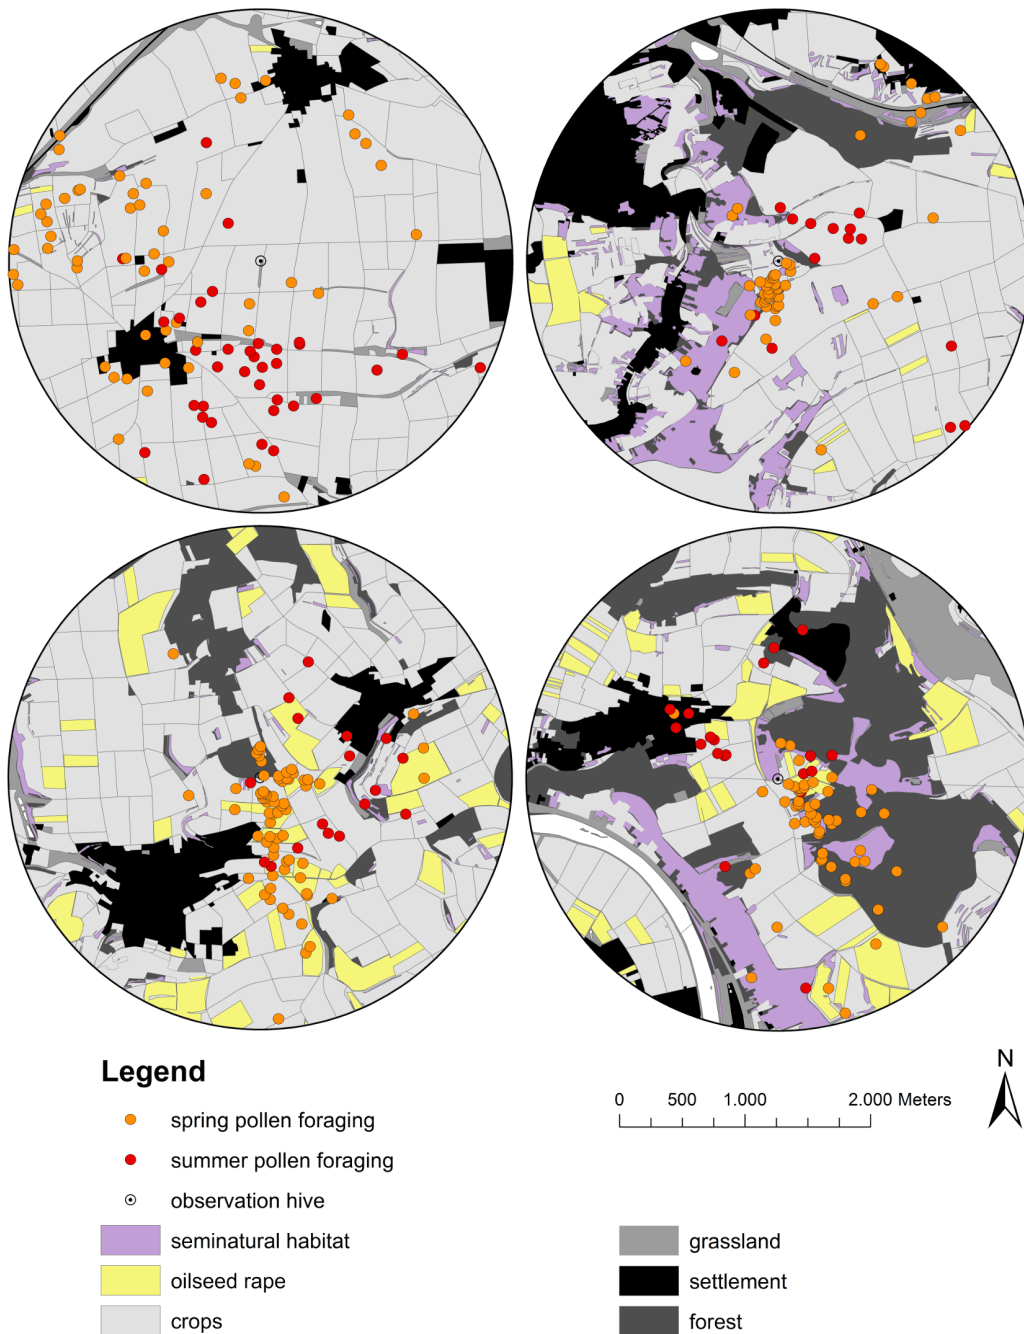 Legend
spring pollen foraging
summer pollen foraging
observation hive
seminatural habitat
oilseed rape
crops
0 500 1.000 2.000 Meters
N
grassland
settlement
forest